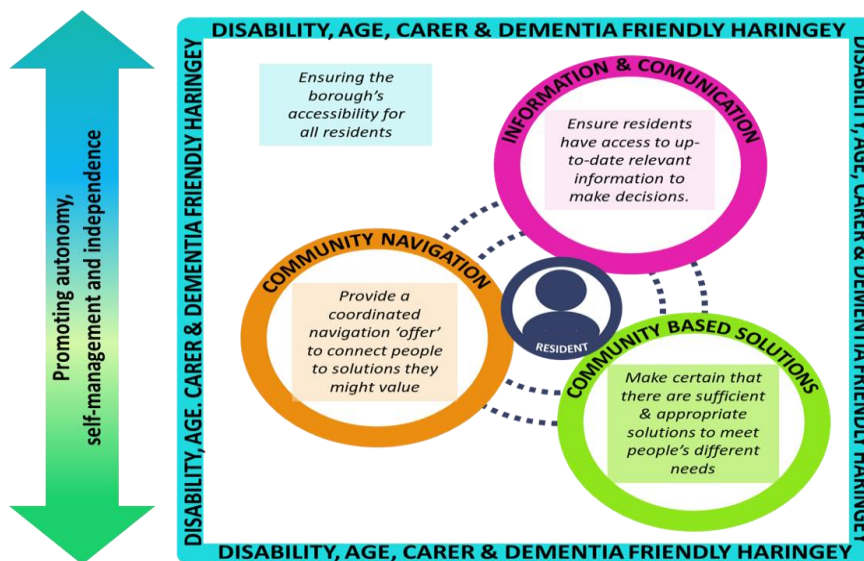 DISABILITY, AGE, CARER & DEMENTIA FRIENDLY HARINGEY
DISABILITY, AGE. CARER & DEMENTIA FRIENDLY HARINGEY
DISABILITY, AGE, CARER & DEMENTIA FRIENDLY HARINGEY
Promoting autonomy,
self-management and independence
Ensuring the
borough's
accessibility for
all residents
INFORMATION & COMUNICATION
Ensure residents
have access to up-
to-date relevant
information to
make decisions.
COMMUNITY NAVIGATION
Provide a
coordinated
navigation 'offer'
to connect people
to solutions they
might value
RESIDENT
COMMUNITY BASED SOLUTIONS
Make certain that
there are sufficient
& appropriate
solutions to meet
people's different
needs
DISABILITY, AGE, CARER & DEMENTIA FRIENDLY HARINGEY